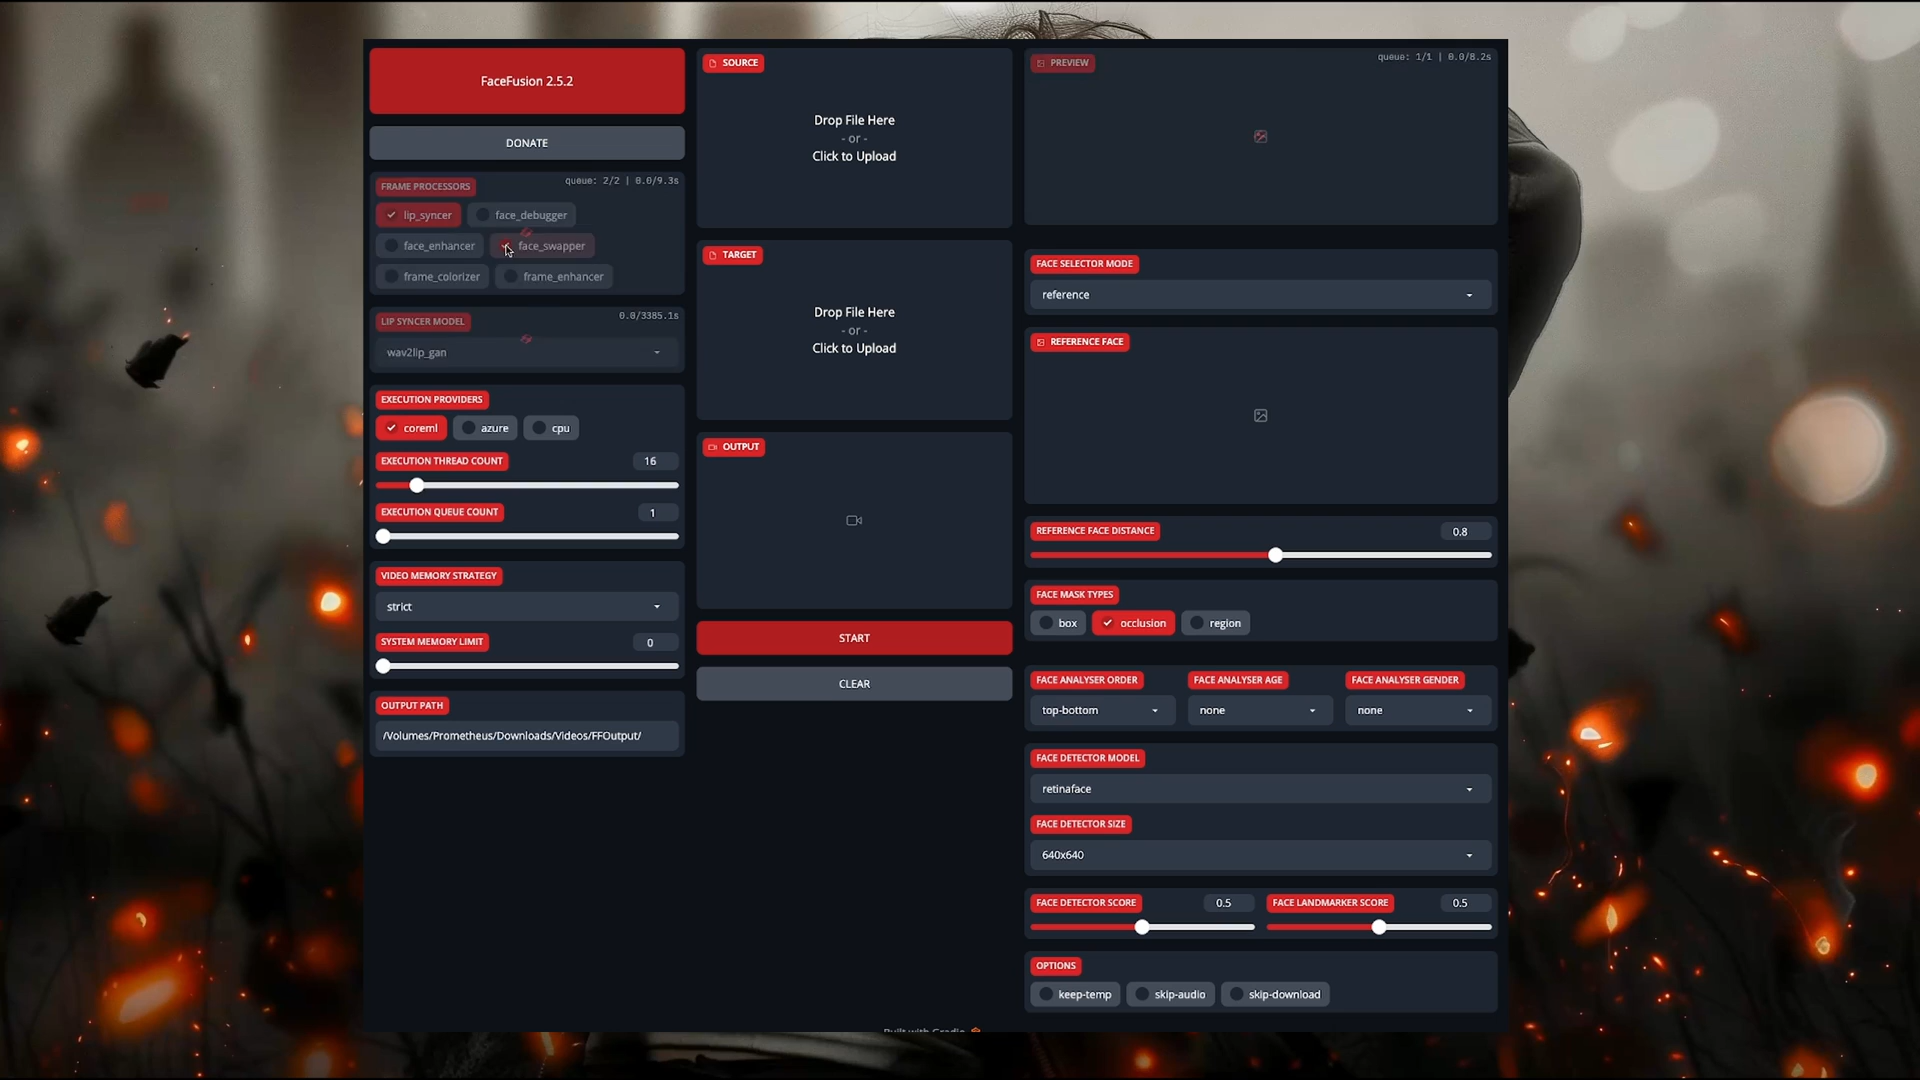 FaceFusion 2.5.2
DONATE
FRAME PROCESSORS
queue: 2/2 | 0.0/9.3s
lip_syncer
face_debugger
face_enhancer
face_swapper
frame_colorizer
frame_enhancer
LIP SYNCER MODEL
0.0/3385.1s
wav2lip_gan
EXECUTION PROVIDERS
coreml
azure
cpu
EXECUTION THREAD COUNT
16
EXECUTION QUEUE COUNT
1
VIDEO MEMORY STRATEGY
strict
SYSTEM MEMORY LIMIT
0
OUTPUT PATH
/Volumes/Prometheus/Downloads/Videos/FFOutput/
SOURCE
Drop File Here
- or -
Click to Upload
TARGET
Drop File Here
- or -
Click to Upload
OUTPUT
START
CLEAR
PREVIEW
queue: 1/1 | 0.0/8.2s
FACE SELECTOR MODE
reference
REFERENCE FACE
REFERENCE FACE DISTANCE
0.8
FACE MASK TYPES
box
occlusion
region
FACE ANALYSER ORDER
top-bottom
FACE ANALYSER AGE
none
FACE ANALYSER GENDER
none
FACE DETECTOR MODEL
retinaface
FACE DETECTOR SIZE
640x640
FACE DETECTOR SCORE
0.5
FACE LANDMARKER SCORE
0.5
OPTIONS
keep-temp
skip-audio
skip-download
Built with Gradio